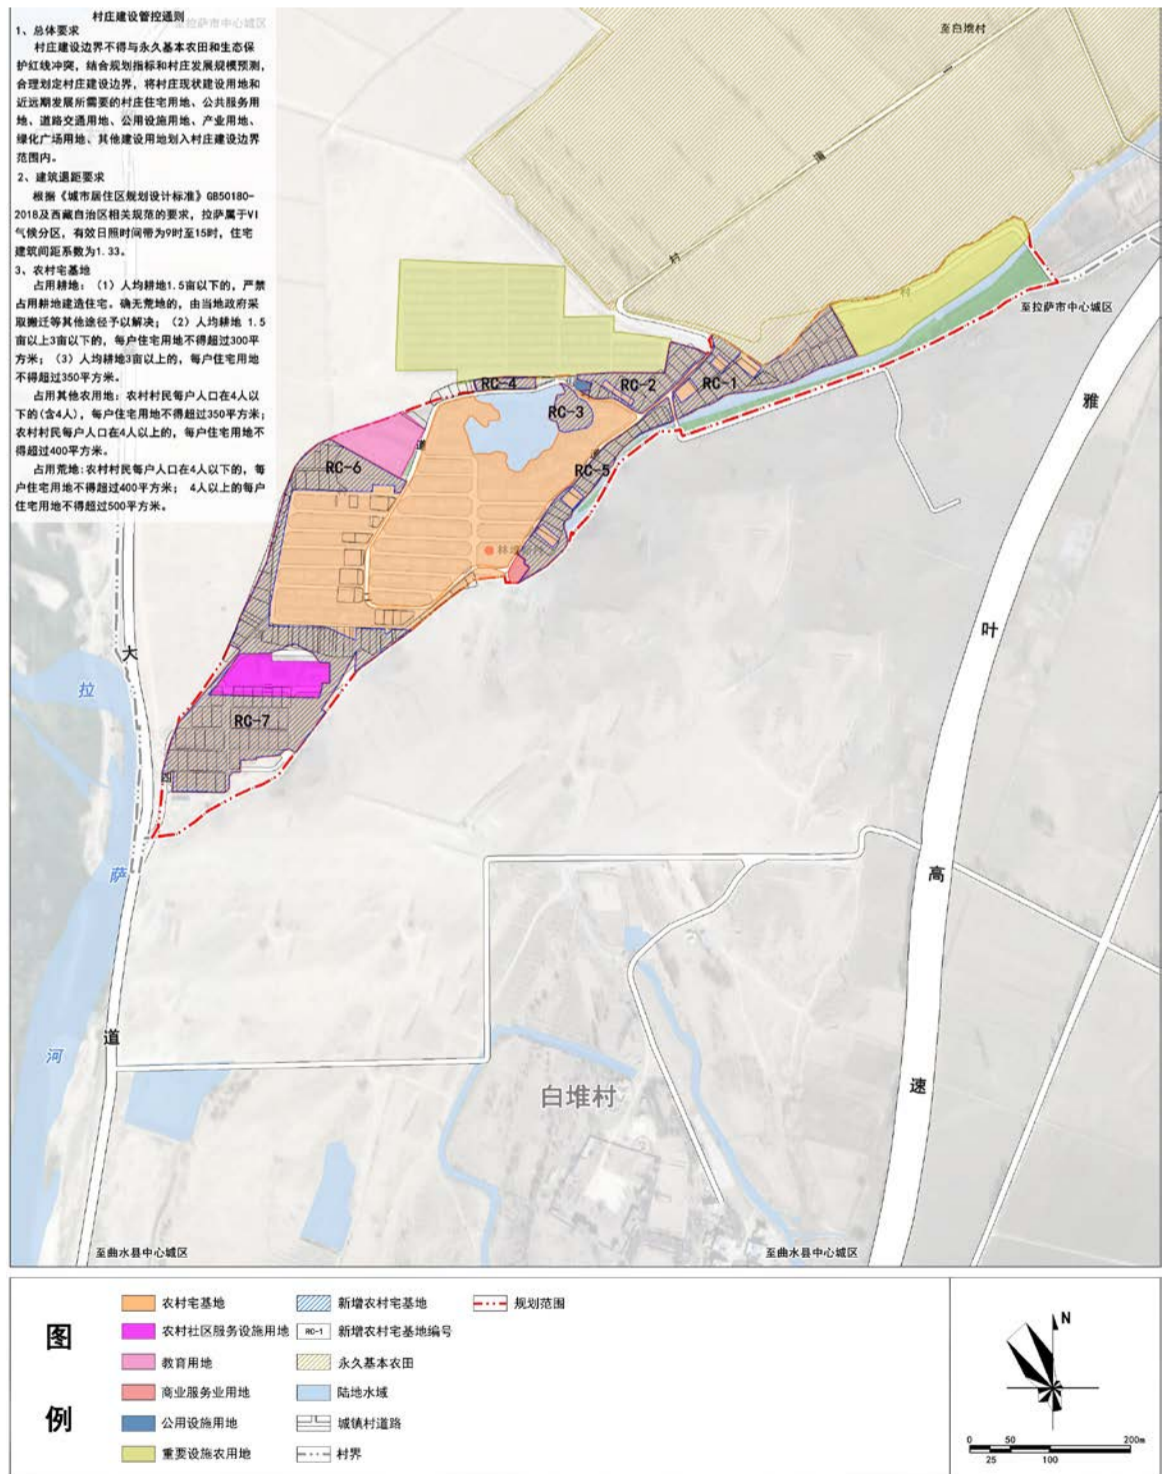 村庄建设管控通则
至拉萨市中心城区
1、总体要求
村庄建设边界不得与永久基本农田和生态保
护红线冲突,结合规划指标和村庄发展规模预测,
合理划定村庄建设边界,将村庄现状建设用地和
近远期发展所需要的村庄住宅用地、公共服务用
地、道路交通用地、公用设施用地、产业用地、
绿化广场用地、其他建设用地划入村庄建设边界
范围内。
2、建筑退距要求
根据《城市居住区规划设计标准》GB50180-
2018及西藏自治区相关规范的要求,拉萨属于VI
气候分区,有效日照时间带为9时至15时,住宅
建筑间距系数为1.33。
3、农村宅基地
占用耕地:(1)人均耕地1.5亩以下的,严禁
占用耕地建造住宅。确无荒地的,由当地政府采
取搬迁等其他途径予以解决;(2)人均耕地 1.5
亩以上3亩以下的,每户住宅用地不得超过300平
方米;(3)人均耕地3亩以上的,每户住宅用地
不得超过350平方米。
占用其他农用地:农村村民每户人口在4人以
下的(含4人),每户住宅用地不得超过350平方米;
农村村民每户人口在4人以上的,每户住宅用地不
得超过400平方米。
占用荒地:农村村民每户人口在4人以下的,每
户住宅用地不得超过400平方米; 4人以上的每户
住宅用地不得超过500平方米。
至白堆村
村
道
村
至拉萨市中心城区
RC-4
RC-2
RC-1
RC-3
道
RC-6
RC-5
RC-7
雅
叶
高
速
大
道
拉
萨
河
白堆村
至曲水县中心城区
至曲水县中心城区
图
例
农村宅基地
新增农村宅基地
规划范围
农村社区服务设施用地
RC-1
新增农村宅基地编号
教育用地
永久基本农田
商业服务业用地
陆地水域
公用设施用地
城镇村道路
重要设施农用地
村界
N
0
50
200m
25
100